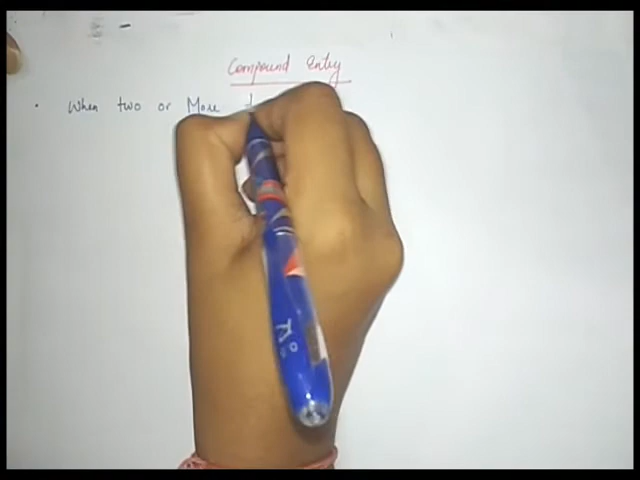 Compound Entry
• When two or More t